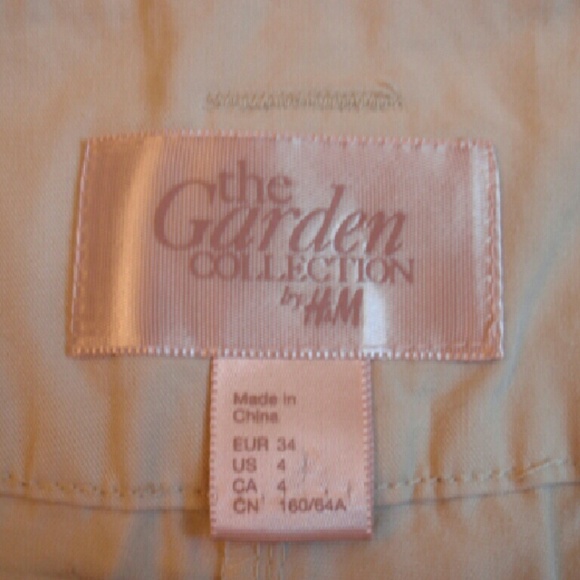 the
Garden
COLLECTION
by H&M
Made in
China
EUR 34
US 4
CA 4
CN 160/64A